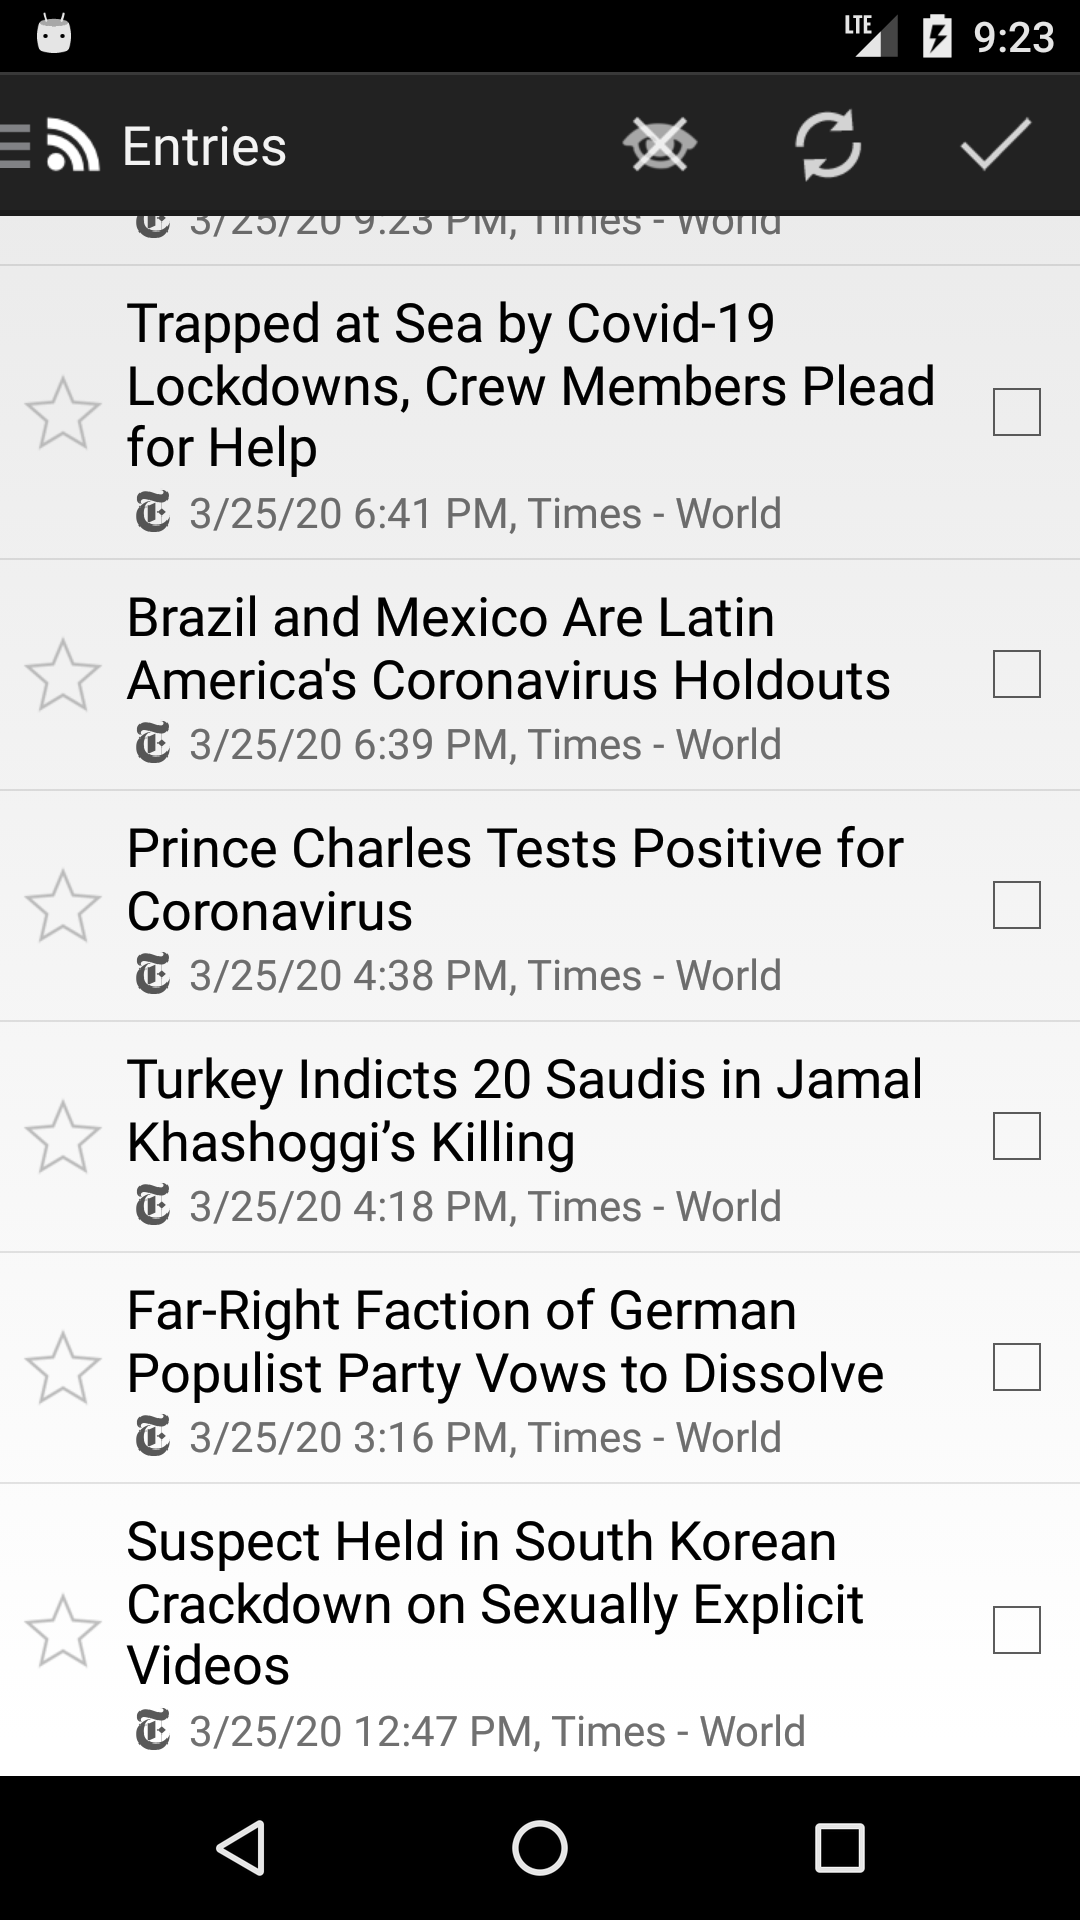 LTE 9:23
Entries
3/25/20 9:23 PM, Times - World
Trapped at Sea by Covid-19
Lockdowns, Crew Members Plead
for Help
3/25/20 6:41 PM, Times - World
Brazil and Mexico Are Latin
America's Coronavirus Holdouts
3/25/20 6:39 PM, Times - World
Prince Charles Tests Positive for
Coronavirus
3/25/20 4:38 PM, Times - World
Turkey Indicts 20 Saudis in Jamal
Khashoggi’s Killing
3/25/20 4:18 PM, Times - World
Far-Right Faction of German
Populist Party Vows to Dissolve
3/25/20 3:16 PM, Times - World
Suspect Held in South Korean
Crackdown on Sexually Explicit
Videos
3/25/20 12:47 PM, Times - World